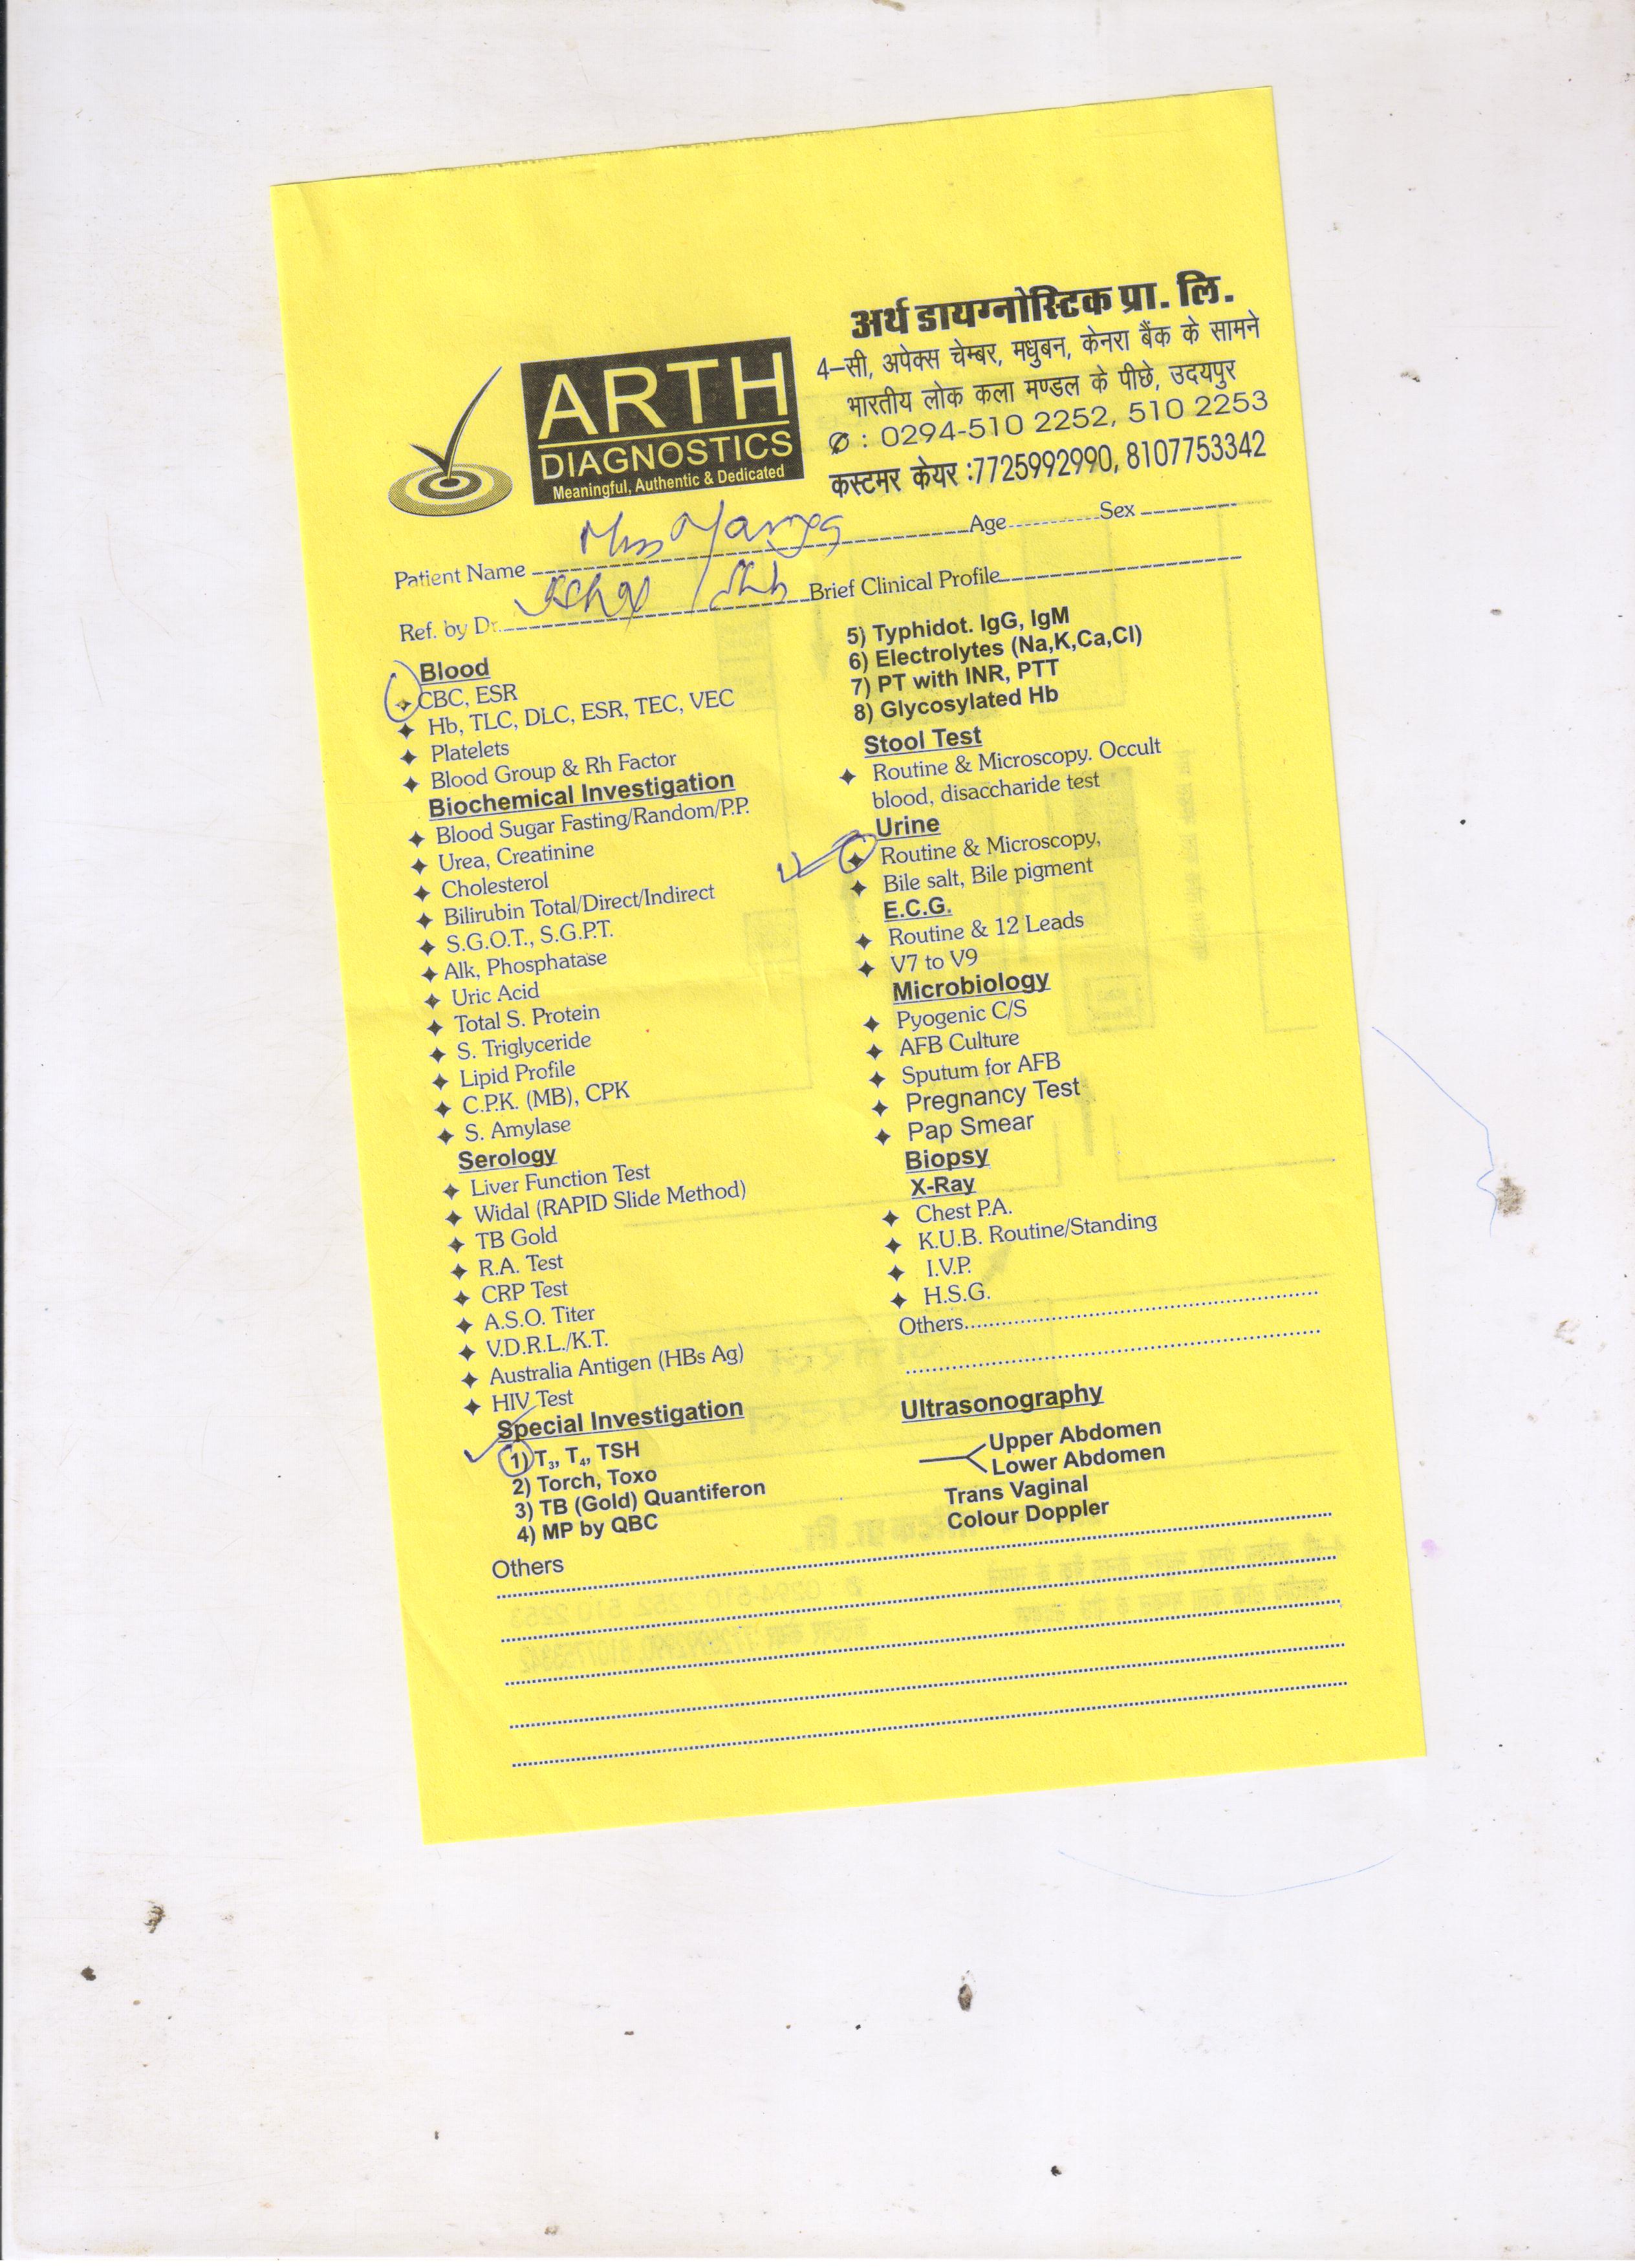 अर्थ डायग्नोस्टिक प्रा. लि.
4–सी, अपेक्स चेम्बर, मधुबन, केनरा बैंक के सामने
भारतीय लोक कला मण्डल के पीछे, उदयपुर
: 0294-510 2252, 510 2253
कस्टमर केयर :7725992990, 8107753342
ARTH
DIAGNOSTICS
Meaningful, Authentic & Dedicated
Patient Name Miss Age Sex
Ref. by Dr. Brief Clinical Profile
Blood
CBC, ESR
Hb, TLC, DLC, ESR, TEC, VEC
Platelets
Blood Group & Rh Factor
Biochemical Investigation
Blood Sugar Fasting/Random/P.P.
Urea, Creatinine
Cholesterol
Bilirubin Total/Direct/Indirect
S.G.O.T., S.G.P.T.
Alk, Phosphatase
Uric Acid
Total S. Protein
S. Triglyceride
Lipid Profile
C.P.K. (MB), CPK
S. Amylase
Serology
Liver Function Test
Widal (RAPID Slide Method)
TB Gold
R.A. Test
CRP Test
A.S.O. Titer
V.D.R.L./K.T.
Australia Antigen (HBs Ag)
HIV Test
Special Investigation
1) T3, T4, TSH
2) Torch, Toxo
3) TB (Gold) Quantiferon
4) MP by QBC
5) Typhidot. IgG, IgM
6) Electrolytes (Na,K,Ca,Cl)
7) PT with INR, PTT
8) Glycosylated Hb
Stool Test
Routine & Microscopy. Occult
blood, disaccharide test
Urine
Routine & Microscopy,
Bile salt, Bile pigment
E.C.G.
Routine & 12 Leads
V7 to V9
Microbiology
Pyogenic C/S
AFB Culture
Sputum for AFB
Pregnancy Test
Pap Smear
Biopsy
X-Ray
Chest P.A.
K.U.B. Routine/Standing
I.V.P.
H.S.G.
Others
Ultrasonography
Upper Abdomen
Lower Abdomen
Trans Vaginal
Colour Doppler
Others